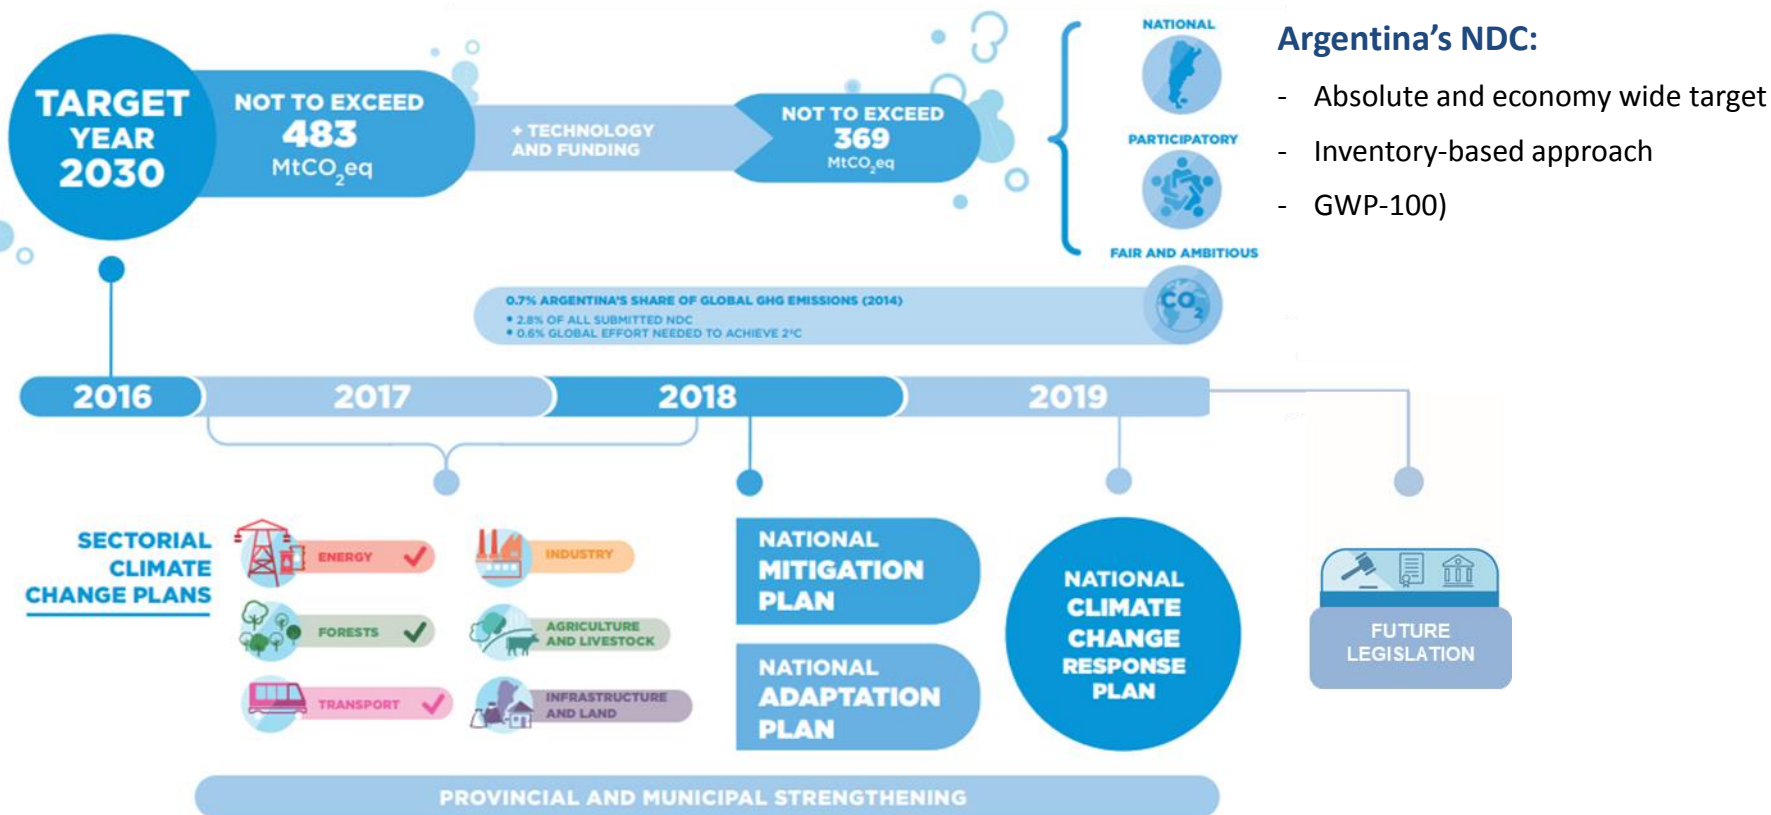 TARGET
YEAR
2030
NOT TO EXCEED
483
MtCO₂eq
+ TECHNOLOGY
AND FUNDING
NOT TO EXCEED
369
MtCO₂eq
NATIONAL
PARTICIPATORY
FAIR AND AMBITIOUS
CO₂
Argentina’s NDC:
- Absolute and economy wide target
- Inventory-based approach
- GWP-100)
0.7% ARGENTINA'S SHARE OF GLOBAL GHG EMISSIONS (2014)
• 2.8% OF ALL SUBMITTED NDC
• 0.6% GLOBAL EFFORT NEEDED TO ACHIEVE 2°C
2016
2017
2018
2019
SECTORIAL
CLIMATE
CHANGE PLANS
ENERGY
FORESTS
TRANSPORT
INDUSTRY
AGRICULTURE
AND LIVESTOCK
INFRASTRUCTURE
AND LAND
NATIONAL
MITIGATION
PLAN
NATIONAL
ADAPTATION
PLAN
NATIONAL
CLIMATE
CHANGE
RESPONSE
PLAN
FUTURE
LEGISLATION
PROVINCIAL AND MUNICIPAL STRENGTHENING